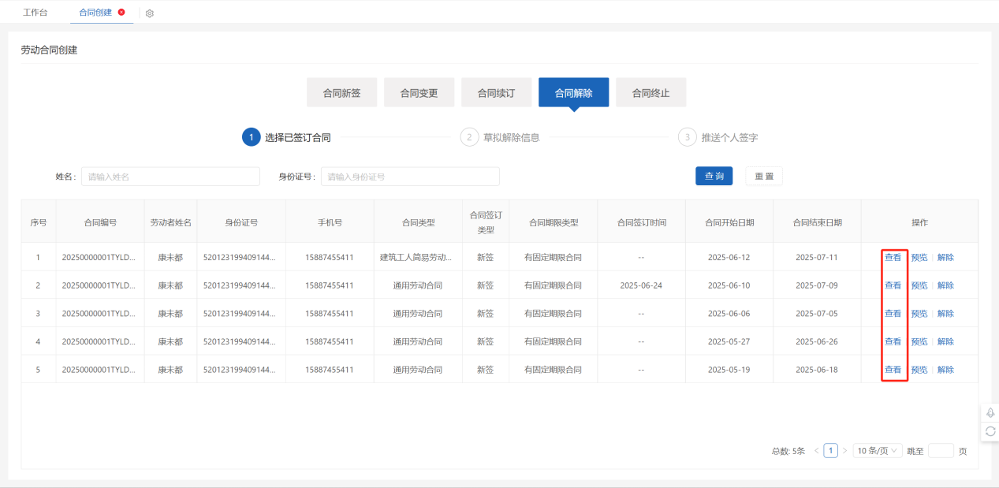 工作台 合同创建
劳动合同创建
合同新签 合同变更 合同续订 合同解除 合同终止
1 选择已签订合同 2 草拟解除信息 3 推送个人签字
姓名: 请输入姓名 身份证号: 请输入身份证号 查 询 重 置
序号 合同编号 劳动者姓名 身份证号 手机号 合同类型 合同签订类型 合同期限类型 合同签订时间 合同开始日期 合同结束日期 操作
1 20250000001TYLD... 康未都 520123199409144... 15887455411 建筑工人简易劳动... 新签 有固定期限合同 -- 2025-06-12 2025-07-11 查看 预览 解除
2 20250000001TYLD... 康未都 520123199409144... 15887455411 通用劳动合同 新签 有固定期限合同 2025-06-24 2025-06-10 2025-07-09 查看 预览 解除
3 20250000001TYLD... 康未都 520123199409144... 15887455411 通用劳动合同 新签 有固定期限合同 -- 2025-06-06 2025-07-05 查看 预览 解除
4 20250000001TYLD... 康未都 520123199409144... 15887455411 通用劳动合同 新签 有固定期限合同 -- 2025-05-27 2025-06-26 查看 预览 解除
5 20250000001TYLD... 康未都 520123199409144... 15887455411 通用劳动合同 新签 有固定期限合同 -- 2025-05-19 2025-06-18 查看 预览 解除
总数: 5条 < 1 > 10 条/页 跳至 页